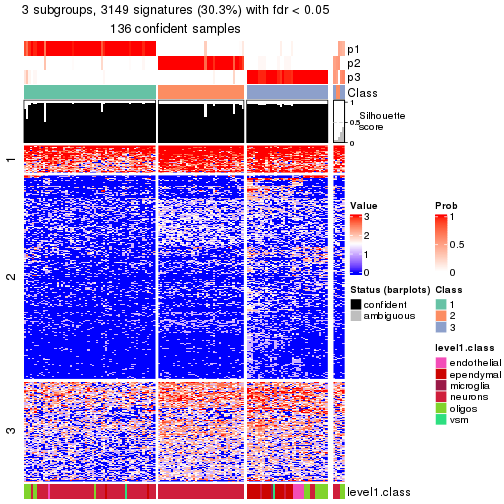 3 subgroups, 3149 signatures (30.3%) with fdr < 0.05
136 confident samples
p1
p2
p3
Class
1
0.5
0
Silhouette
score
1
2
3
level1.class
Value
3
2
1
0
Prob
1
0.5
0
Status (barplots)
confident
ambiguous
Class
1
2
3
level1.class
endothelial
ependymal
microglia
neurons
oligos
vsm